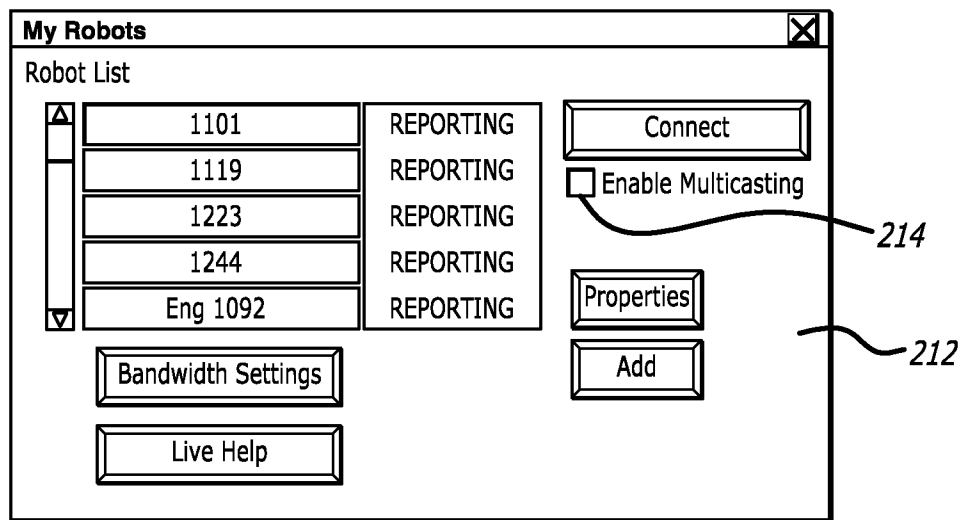 My Robots
Robot List
1101 REPORTING
1119 REPORTING
1223 REPORTING
1244 REPORTING
Eng 1092 REPORTING
Connect
Enable Multicasting
214
Properties
212
Add
Bandwidth Settings
Live Help